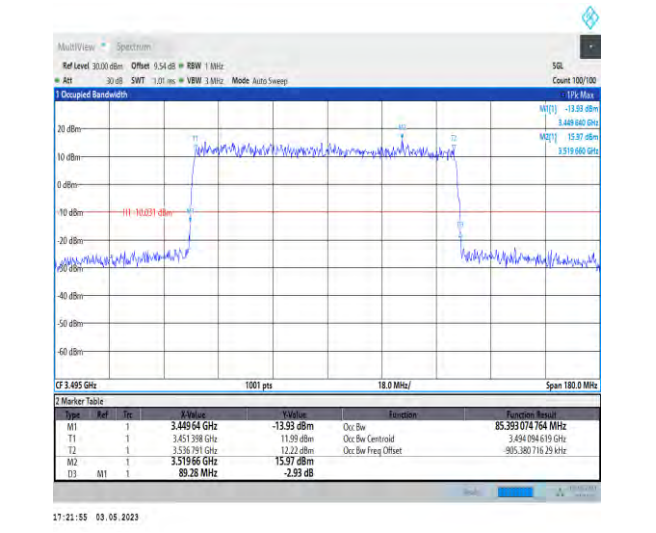 MultiView Spectrum
Ref Level 30.00 dBm Offset 9.54 dB RBW 1 MHz SGL
Att 30 dB SWT 1.01 ms VBW 3 MHz Mode Auto Sweep Count 100/100
1 Occupied Bandwidth 1Pk Max
M1[1] -13.93 dBm
3.449 640 GHz
M2[1] 15.97 dBm
3.519 660 GHz
20 dBm
10 dBm
0 dBm
-10 dBm H1 -10.031 dBm
-20 dBm
-30 dBm
-40 dBm
-50 dBm
-60 dBm
CF 3.495 GHz 1001 pts 18.0 MHz/ Span 180.0 MHz
2 Marker Table
Type Ref Trc X-Value Y-Value Function Function Result
M1 1 3.449 64 GHz -13.93 dBm Occ Bw 85.393 074 764 MHz
T1 1 3.451 398 GHz 11.99 dBm Occ Bw Centroid 3.494 094 619 GHz
T2 1 3.536 791 GHz 12.22 dBm Occ Bw Freq Offset -905.380 716 29 kHz
M2 1 3.519 66 GHz 15.97 dBm
D3 M1 1 89.28 MHz -2.93 dB
17:21:55 03.05.2023